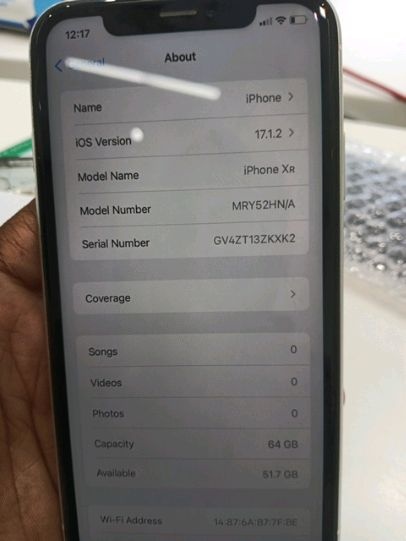 12:17
General
About
Name iPhone
iOS Version 17.1.2
Model Name iPhone XR
Model Number MRY52HN/A
Serial Number GV4ZT13ZKXK2
Coverage
Songs 0
Videos 0
Photos 0
Capacity 64 GB
Available 51.7 GB
Wi-Fi Address 14:87:6A:B7:7F:BE